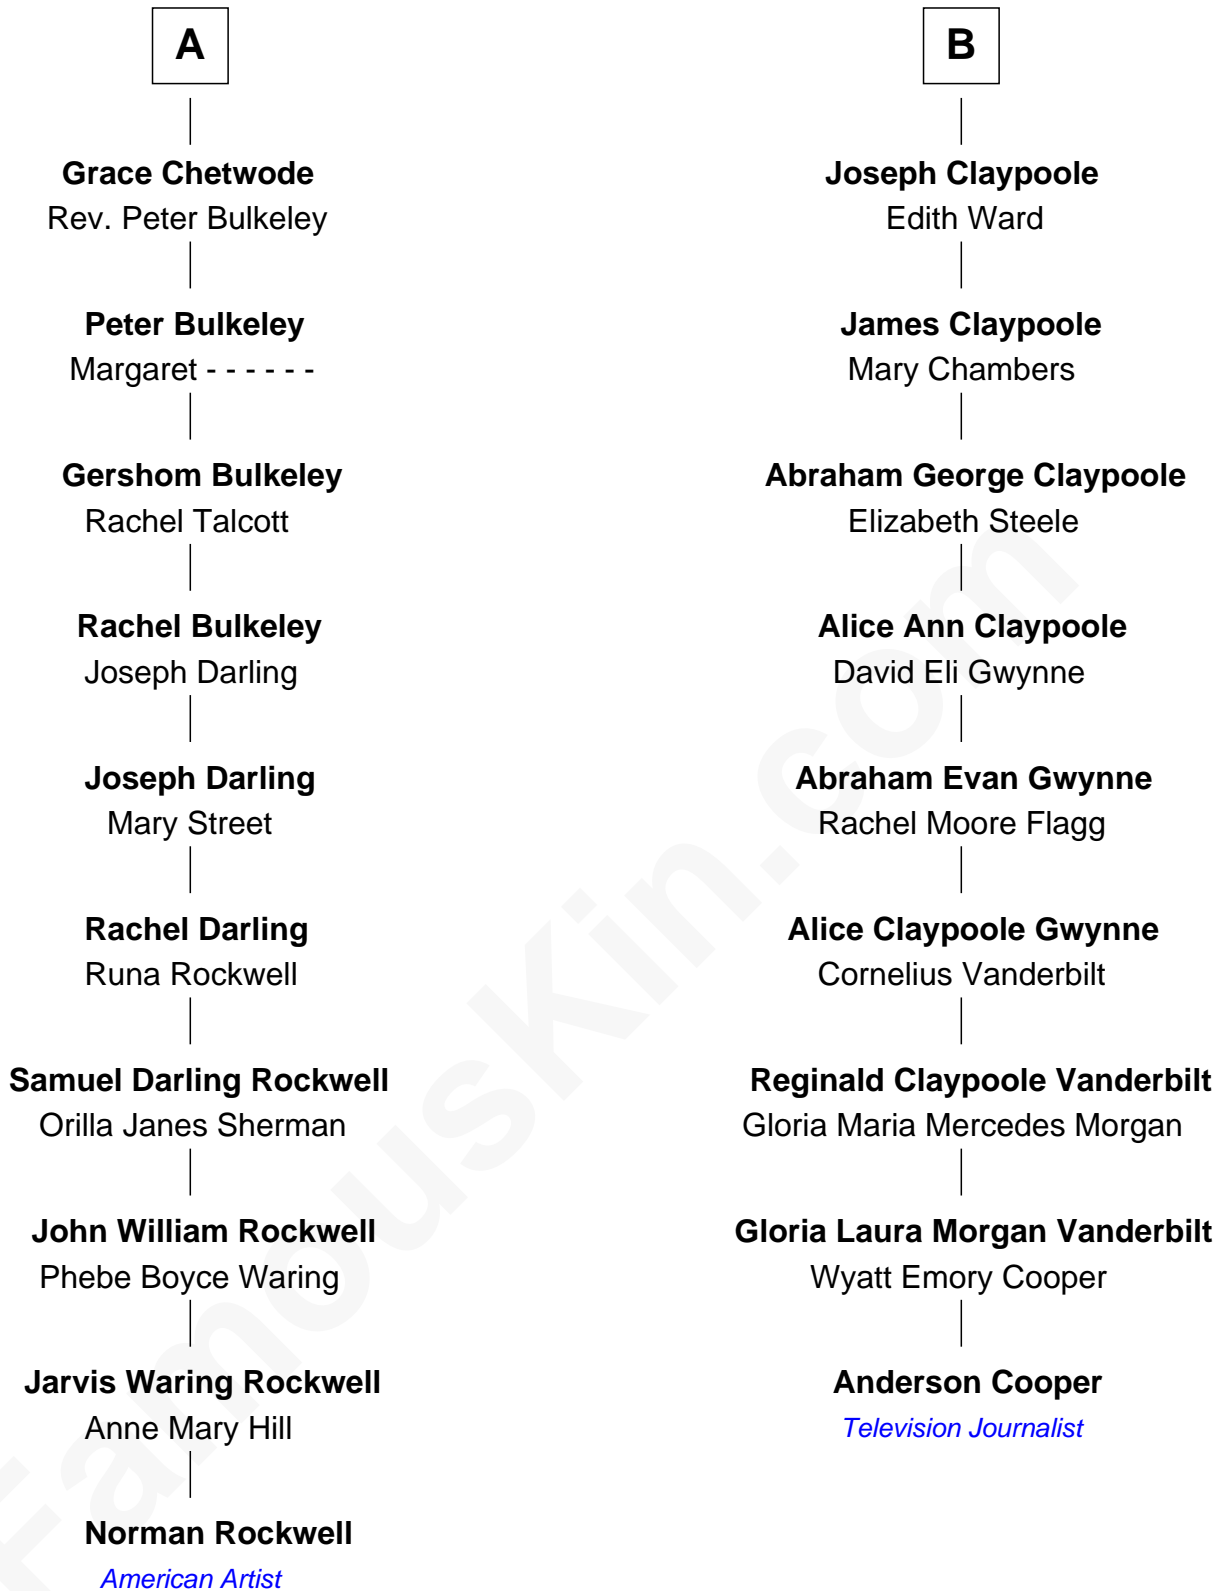 A
Grace Chetwode
Rev. Peter Bulkeley
Peter Bulkeley
Margaret - - - - - -
Gershom Bulkeley
Rachel Talcott
Rachel Bulkeley
Joseph Darling
Joseph Darling
Mary Street
Rachel Darling
Runa Rockwell
Samuel Darling Rockwell
Orilla Janes Sherman
John William Rockwell
Phebe Boyce Waring
Jarvis Waring Rockwell
Anne Mary Hill
Norman Rockwell
American Artist
B
Joseph Claypoole
Edith Ward
James Claypoole
Mary Chambers
Abraham George Claypoole
Elizabeth Steele
Alice Ann Claypoole
David Eli Gwynne
Abraham Evan Gwynne
Rachel Moore Flagg
Alice Claypoole Gwynne
Cornelius Vanderbilt
Reginald Claypoole Vanderbilt
Gloria Maria Mercedes Morgan
Gloria Laura Morgan Vanderbilt
Wyatt Emory Cooper
Anderson Cooper
Television Journalist
FamousKin.com